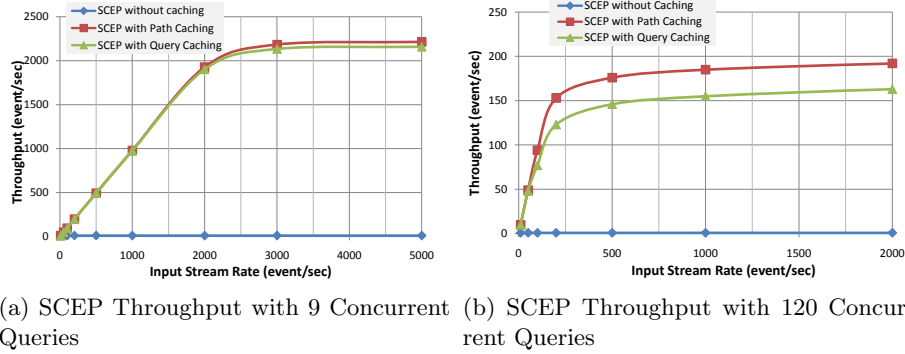 SCEP without caching
SCEP with Path Caching
SCEP with Query Caching
Throughput (event/sec)
2500
2000
1500
1000
500
0
0 1000 2000 3000 4000 5000
Input Stream Rate (event/sec)
(a) SCEP Throughput with 9 Concurrent
Queries
SCEP without Caching
SCEP with Path Caching
SCEP with Query Caching
Throughput (event/sec)
250
200
150
100
50
0
0 500 1000 1500 2000
Input Stream Rate (event/sec)
(b) SCEP Throughput with 120 Concur
rent Queries